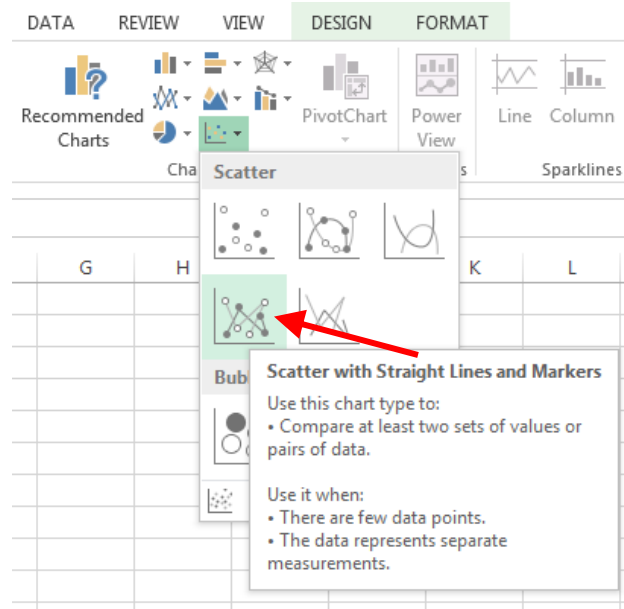 DATA REVIEW VIEW DESIGN FORMAT
Recommended
Charts
PivotChart
Power
View
Line
Column
Cha
s
Sparklines
Scatter
G H K L
Bub
Scatter with Straight Lines and Markers
Use this chart type to:
• Compare at least two sets of values or
pairs of data.
Use it when:
• There are few data points.
• The data represents separate
measurements.